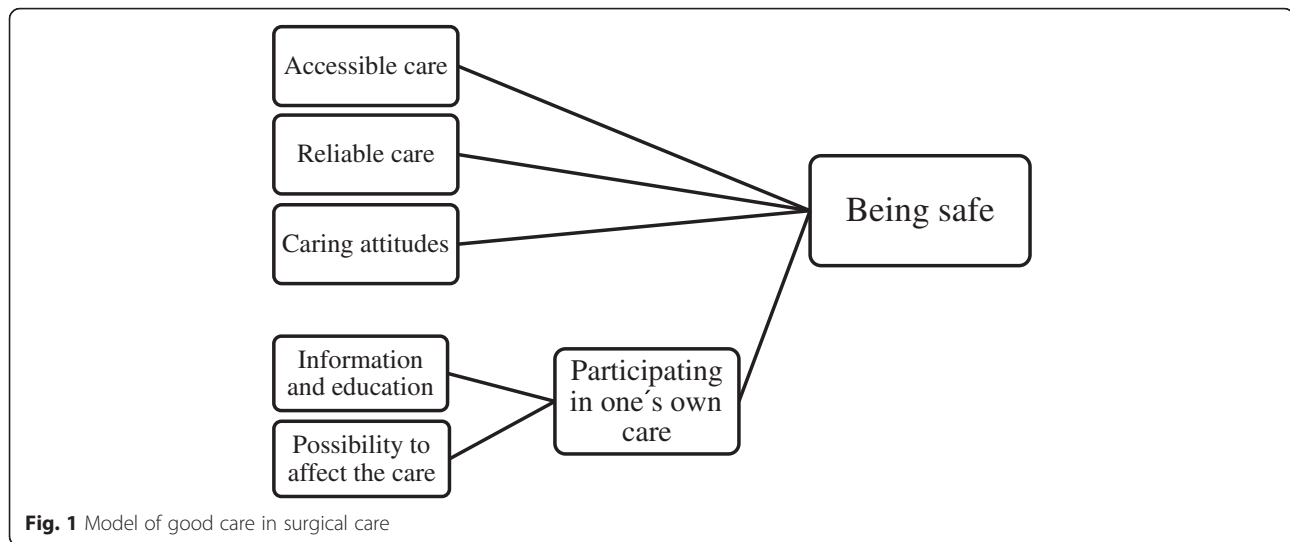 Accessible care
Reliable care
Caring attitudes
Being safe
Information
and education
Possibility to
affect the care
Participating
in one´s own
care
Fig. 1 Model of good care in surgical care